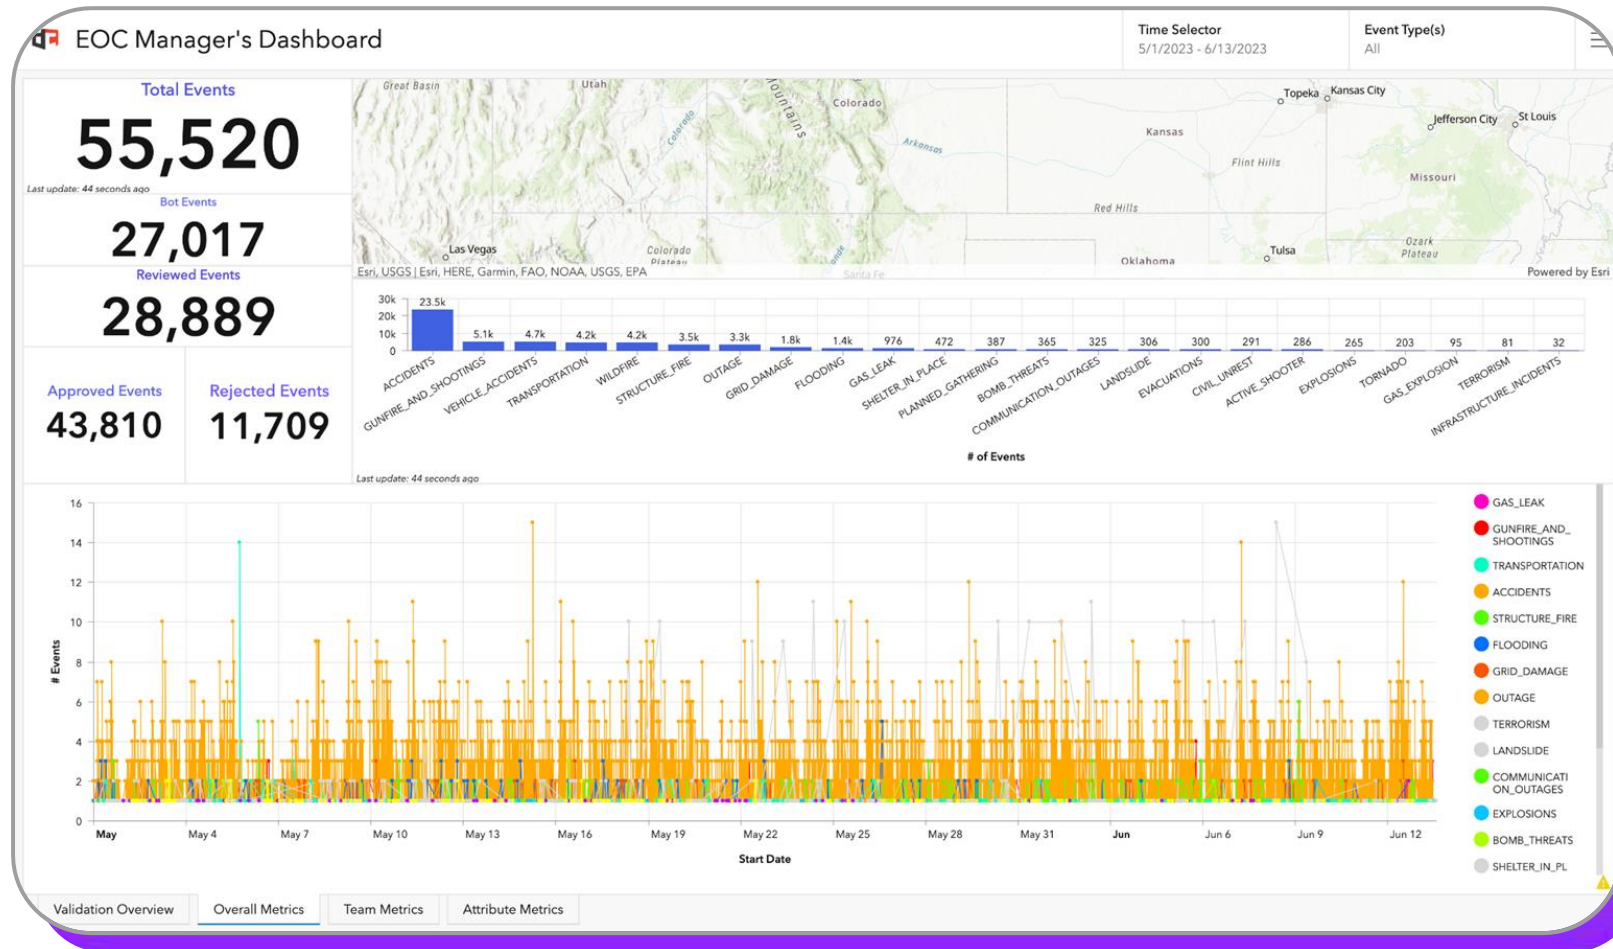 EOC Manager's Dashboard
Time Selector
5/1/2023 - 6/13/2023
Event Type(s)
All
Total Events
55,520
Last update: 44 seconds ago
Bot Events
27,017
Reviewed Events
28,889
Approved Events
43,810
Rejected Events
11,709
Great Basin
Utah
Colorado
Mountains
Colorado
Arkansas
Kansas
Topeka
Kansas City
Jefferson City
St Louis
Flint Hills
Missouri
Red Hills
Las Vegas
Colorado
Plateau
Santa Fe
Oklahoma
Tulsa
Ozark
Plateau
Esri, USGS | Esri, HERE, Garmin, FAO, NOAA, USGS, EPA
Powered by Esri
30k
20k
10k
0
23.5k
5.1k
4.7k
4.2k
4.2k
3.5k
3.3k
1.8k
1.4k
976
472
387
365
325
306
300
291
286
265
203
95
81
32
ACCIDENTS
GUNFIRE_AND_SHOOTINGS
VEHICLE_ACCIDENTS
TRANSPORTATION
WILDFIRE
STRUCTURE_FIRE
OUTAGE
GRID_DAMAGE
FLOODING
GAS_LEAK
SHELTER_IN_PLACE
PLANNED_GATHERING
BOMB_THREATS
COMMUNICATION_OUTAGES
LANDSLIDE
EVACUATIONS
CIVIL_UNREST
ACTIVE_SHOOTER
EXPLOSIONS
TORNADO
GAS_EXPLOSION
TERRORISM
INFRASTRUCTURE_INCIDENTS
# of Events
Last update: 44 seconds ago
# Events
16
14
12
10
8
6
4
2
0
May
May 4
May 7
May 10
May 13
May 16
May 19
May 22
May 25
May 28
May 31
Jun
Jun 6
Jun 9
Jun 12
Start Date
GAS_LEAK
GUNFIRE_AND_
SHOOTINGS
TRANSPORTATION
ACCIDENTS
STRUCTURE_FIRE
FLOODING
GRID_DAMAGE
OUTAGE
TERRORISM
LANDSLIDE
COMMUNICATI
ON_OUTAGES
EXPLOSIONS
BOMB_THREATS
SHELTER_IN_PL
Validation Overview
Overall Metrics
Team Metrics
Attribute Metrics